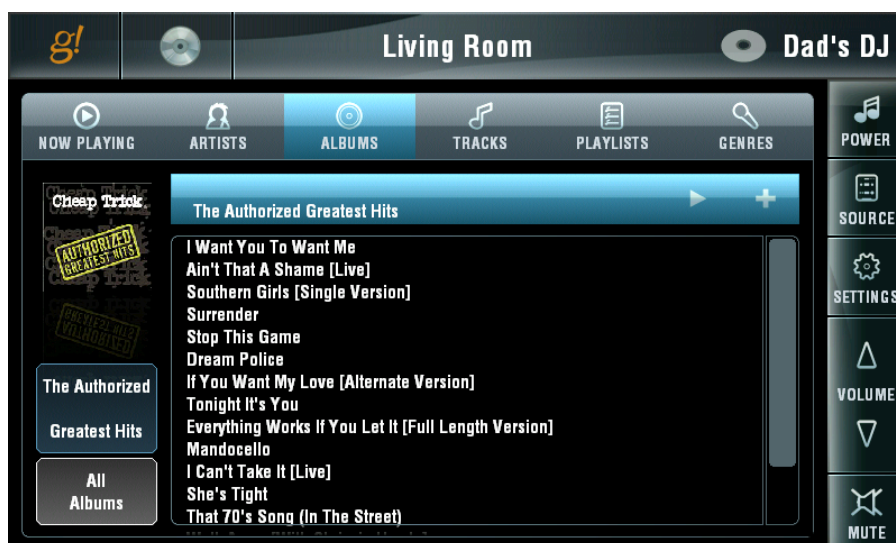 g!
Living Room
Dad's DJ
NOW PLAYING
ARTISTS
ALBUMS
TRACKS
PLAYLISTS
GENRES
POWER
SOURCE
SETTINGS
VOLUME
MUTE
Cheap Trick
AUTHORIZED
GREATEST HITS
The Authorized
Greatest Hits
All
Albums
The Authorized Greatest Hits
I Want You To Want Me
Ain't That A Shame [Live]
Southern Girls [Single Version]
Surrender
Stop This Game
Dream Police
If You Want My Love [Alternate Version]
Tonight It's You
Everything Works If You Let It [Full Length Version]
Mandocello
I Can't Take It [Live]
She's Tight
That 70's Song (In The Street)